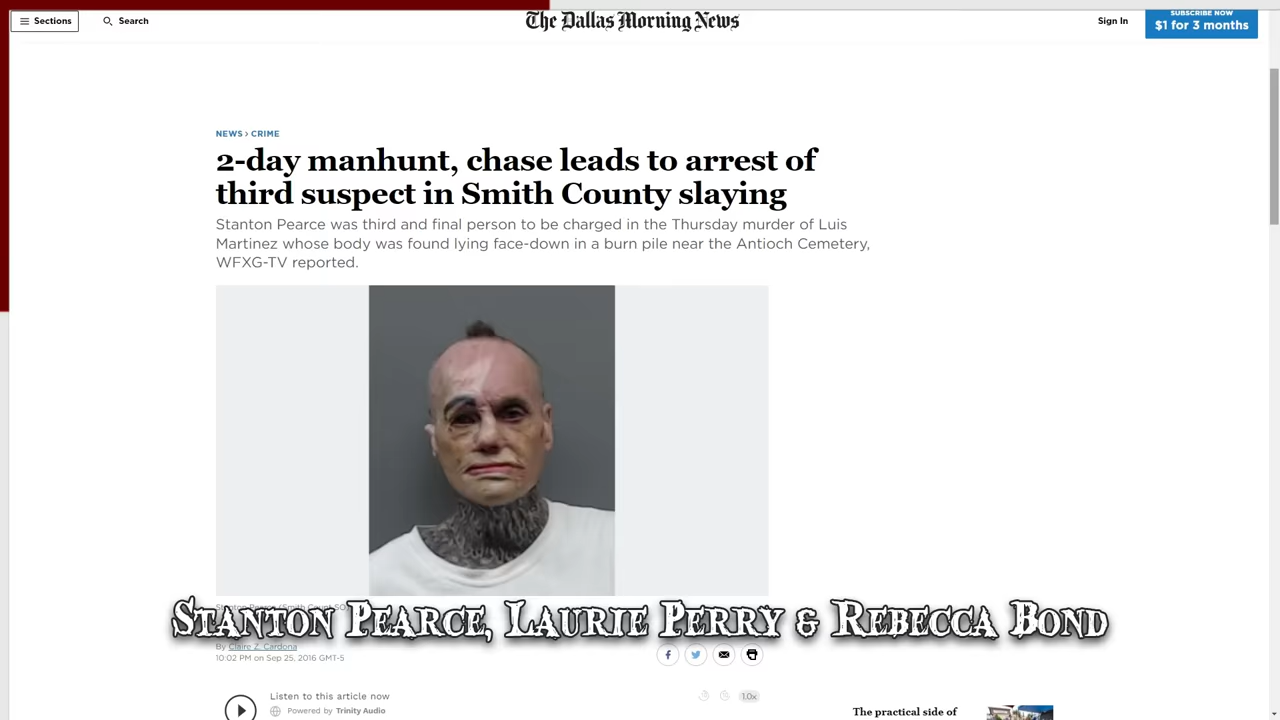 Sections
Search
The Dallas Morning News
Sign In
SUBSCRIBE NOW
$1 for 3 months
NEWS > CRIME
2-day manhunt, chase leads to arrest of
third suspect in Smith County slaying
Stanton Pearce was third and final person to be charged in the Thursday murder of Luis
Martinez whose body was found lying face-down in a burn pile near the Antioch Cemetery,
WFXG-TV reported.
Stanton Pearce, Laurie Perry & Rebecca Bond
By Claire Z. Cardona
10:02 PM on Sep 25, 2016 GMT-5
Listen to this article now
1.0x
Powered by Trinity Audio
The practical side of